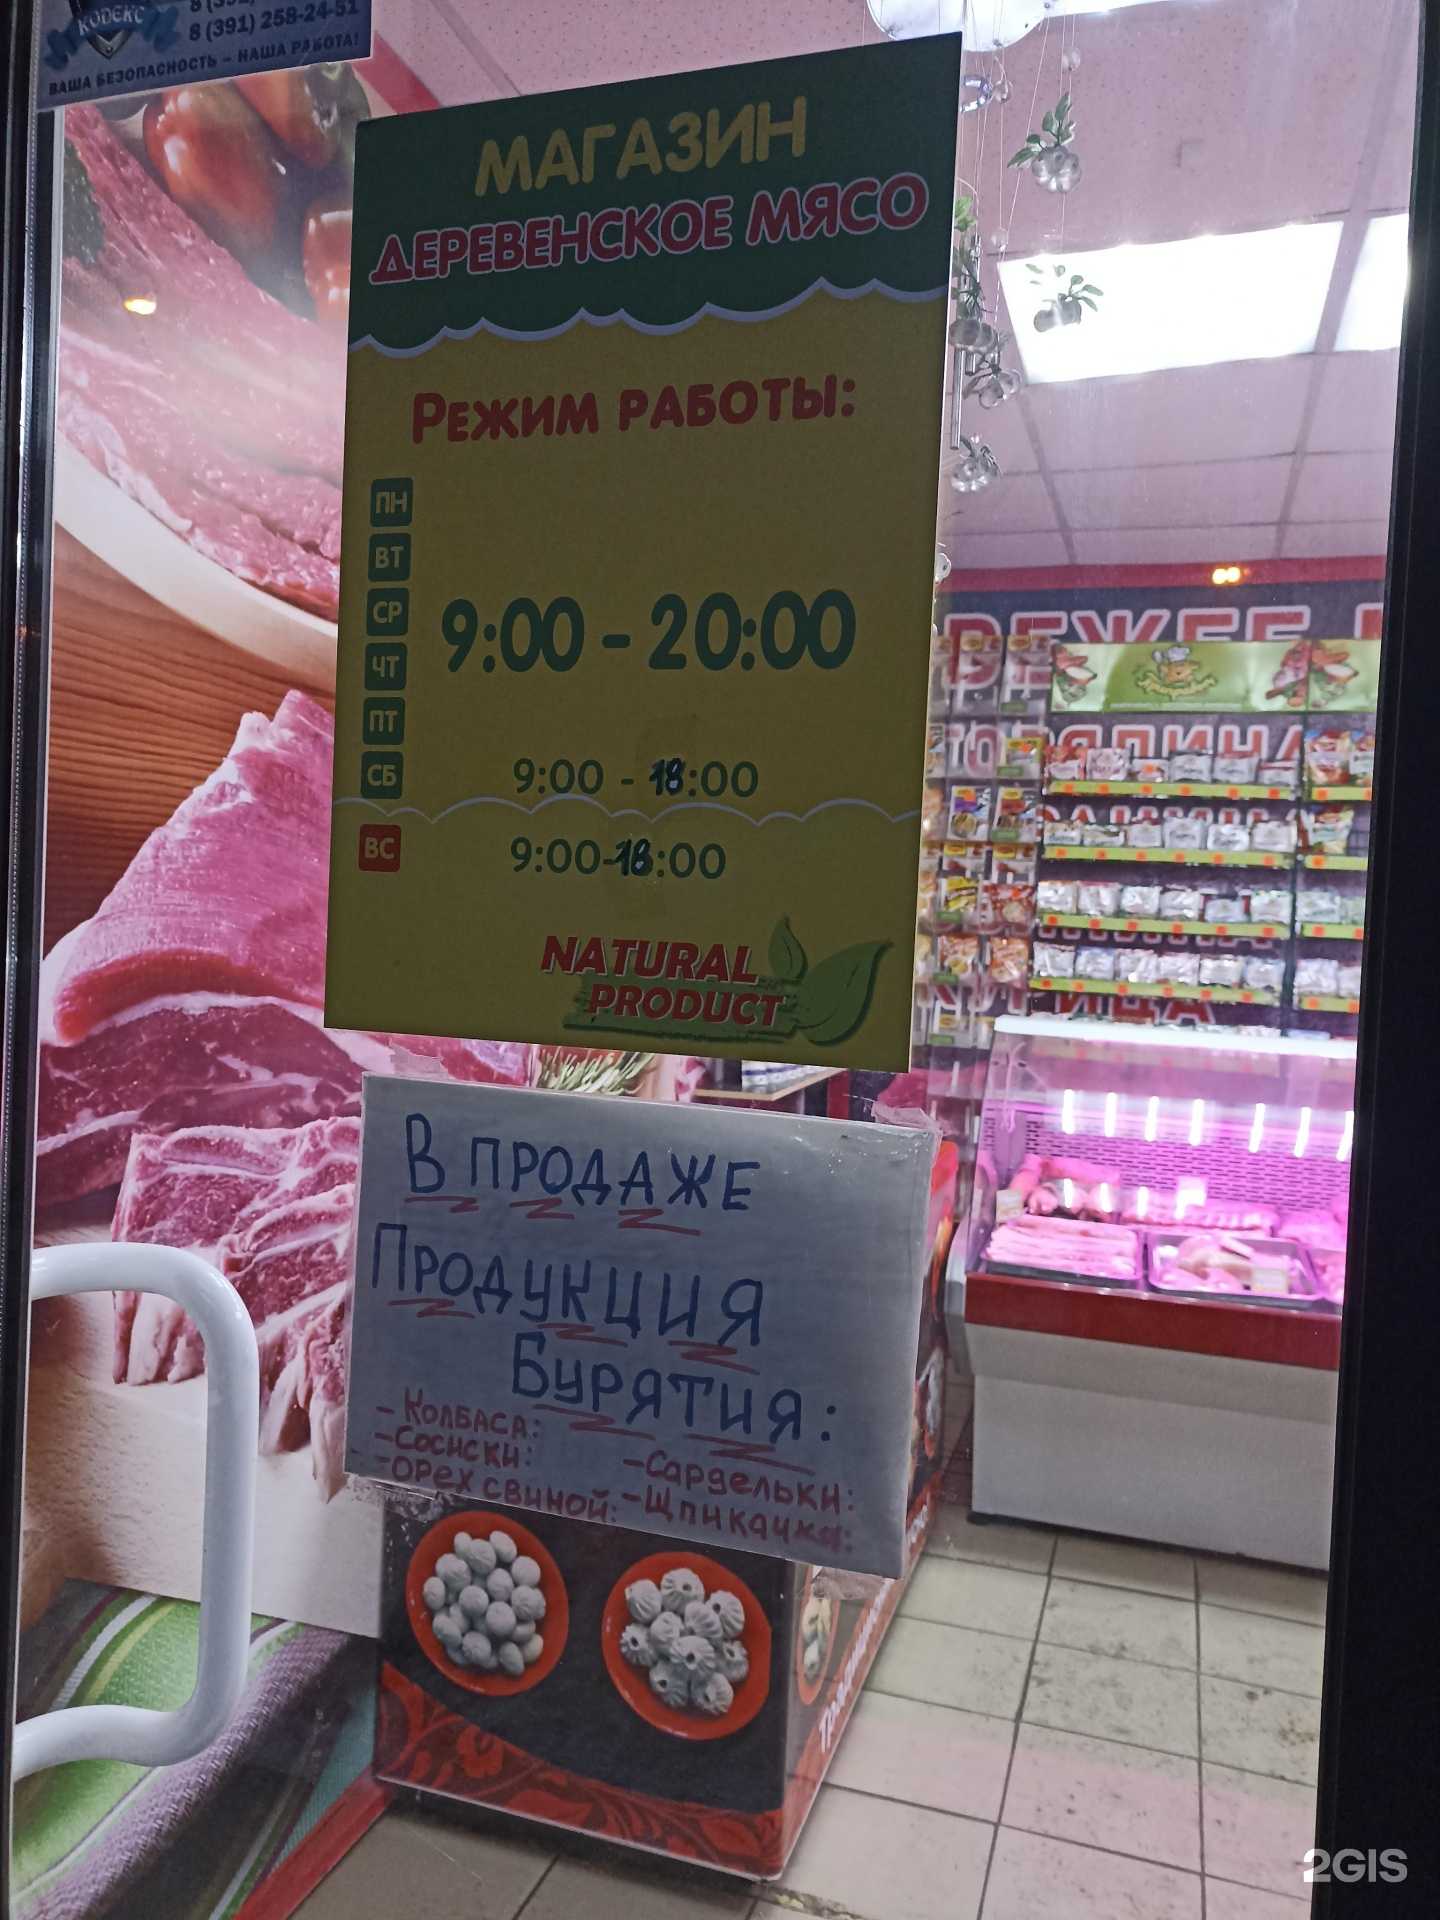 КОДЕКС
8 (391) 258-24-51
ВАША БЕЗОПАСНОСТЬ – НАША РАБОТА!
МАГАЗИН
ДЕРЕВЕНСКОЕ МЯСО
РЕЖИМ РАБОТЫ:
ПН
ВТ
СР
ЧТ
ПТ
9:00 - 20:00
СБ
9:00 - 18:00
ВС
9:00-18:00
NATURAL
PRODUCT
В ПРОДАЖЕ
ПРОДУКЦИЯ
БУРЯТИЯ:
- КОЛБАСА:
- СОСИСКИ:
- ОРЕХ СВИНОЙ:
- САРДЕЛЬКИ:
- ЩПИКАЧКИ:
2GIS